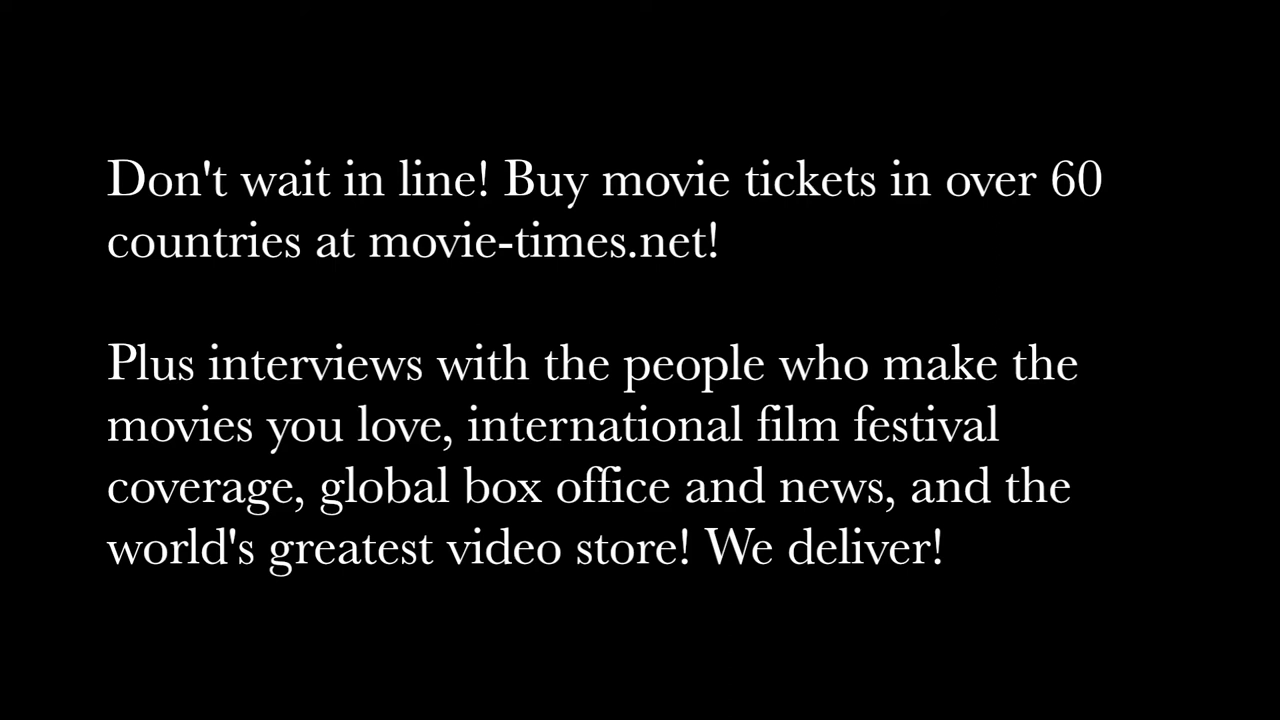 Don't wait in line! Buy movie tickets in over 60
countries at movie-times.net!
Plus interviews with the people who make the
movies you love, international film festival
coverage, global box office and news, and the
world's greatest video store! We deliver!